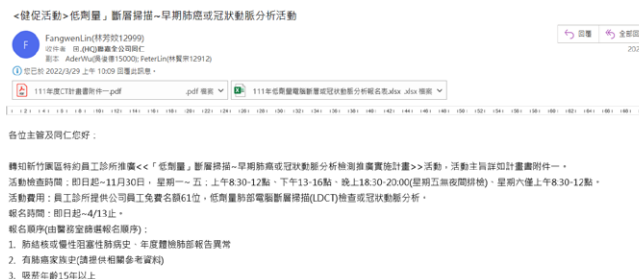 <健促活動>低劑量」斷層掃描~早期肺癌或冠狀動脈分析活動
F
FangwenLin(林芳姣12999)
回覆
全部回
收件者 田.(HQ)聯嘉全公司同仁
副本 AderWu(吳俊德15000); PeterLin(林賢宗12912)
您已於 2022/3/29 上午 10:09 回覆此訊息。
111年度CT計畫書附件一.pdf
.pdf 檔案
111年低劑量電腦斷層或冠狀動脈分析報名表.xlsx
.xlsx 檔案
各位主管及同仁您好：
轉知新竹園區特約員工診所推廣<<「低劑量」斷層掃描~早期肺癌或冠狀動脈分析檢測推廣實施計畫>>活動，活動主旨詳如計畫書附件一。
活動檢查時間：即日起~11月30日， 星期一~ 五；上午8:30-12點、下午13-16點、晚上18:30-20:00(星期五無夜間排檢)、星期六僅上午8:30-12點。
活動費用：員工診所提供公司員工免費名額61位，低劑量肺部電腦斷層掃描(LDCT)檢查或冠狀動脈分析。
報名時間：即日起~4/13止。
報名順序(由醫務室篩選報名順序)：
1. 肺結核或慢性阻塞性肺病史、年度體檢肺部報告異常
2. 有肺癌家族史(請提供相關參考資料)
3. 吸菸年齡15年以上